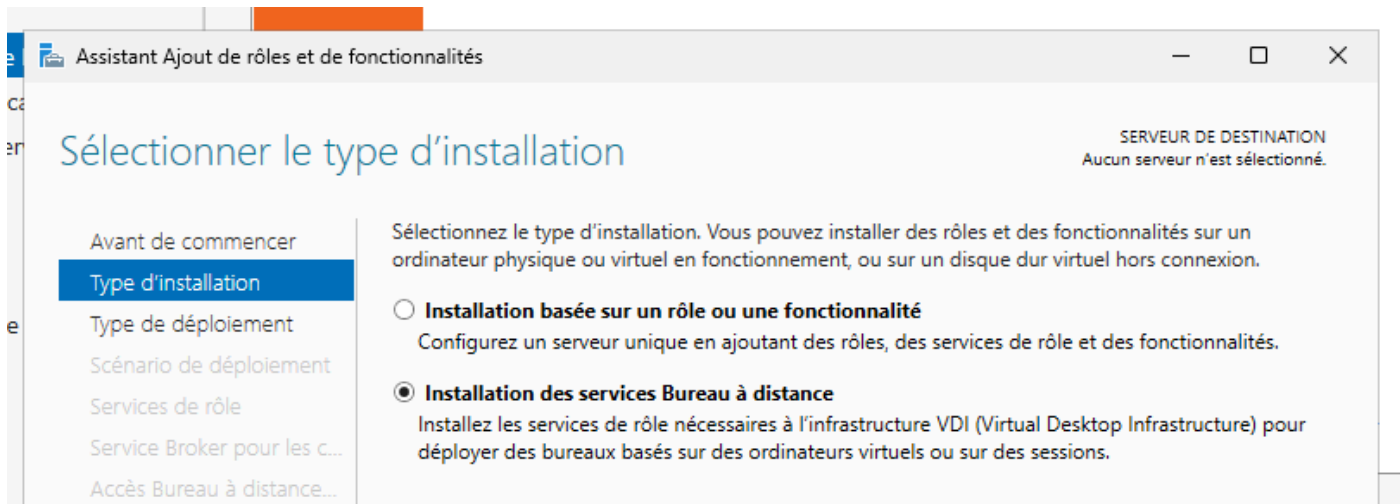 Assistant Ajout de rôles et de fonctionnalités
Sélectionner le type d'installation
SERVEUR DE DESTINATION
Aucun serveur n'est sélectionné.
Avant de commencer
Type d'installation
Type de déploiement
Scénario de déploiement
Services de rôle
Service Broker pour les c...
Accès Bureau à distance...
Sélectionnez le type d'installation. Vous pouvez installer des rôles et des fonctionnalités sur un
ordinateur physique ou virtuel en fonctionnement, ou sur un disque dur virtuel hors connexion.
Installation basée sur un rôle ou une fonctionnalité
Configurez un serveur unique en ajoutant des rôles, des services de rôle et des fonctionnalités.
Installation des services Bureau à distance
Installez les services de rôle nécessaires à l'infrastructure VDI (Virtual Desktop Infrastructure) pour
déployer des bureaux basés sur des ordinateurs virtuels ou sur des sessions.